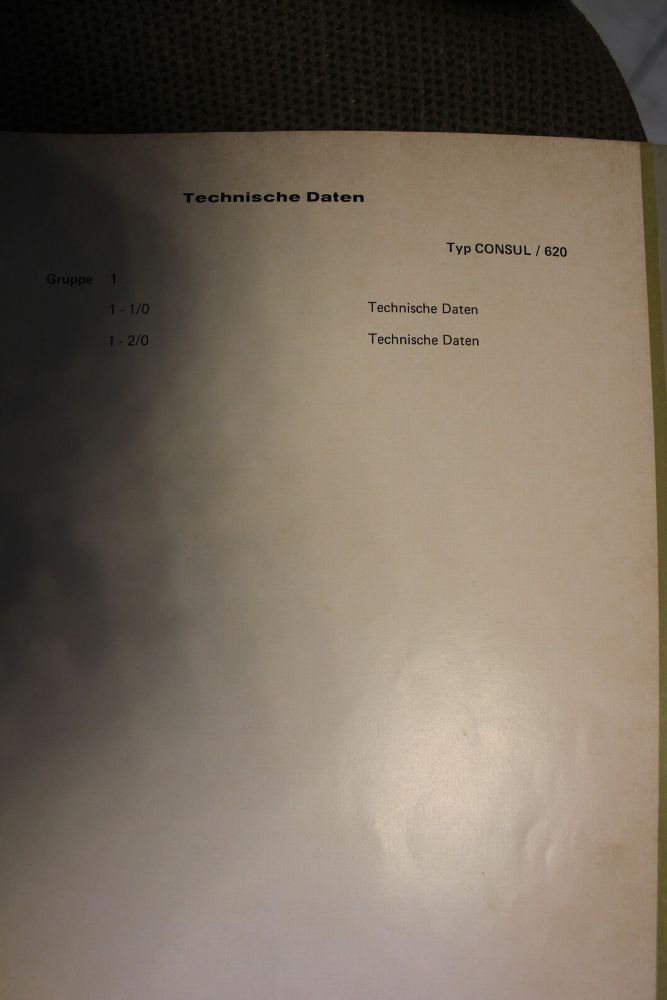 Technische Daten
Typ CONSUL / 620
Gruppe 1
1 - 1/0 Technische Daten
1 - 2/0 Technische Daten